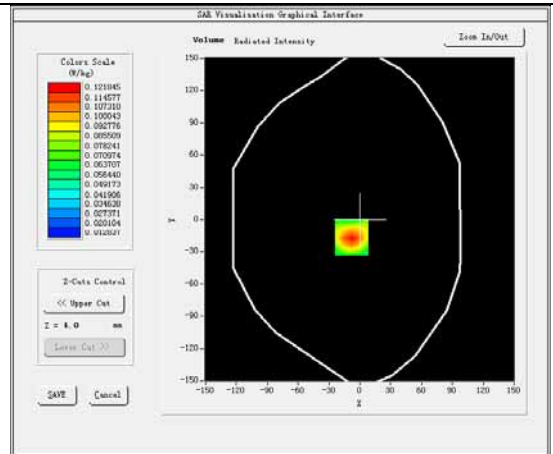 SAR Visualisation Graphical Interface
Volume Radiated Intensity
Zoom In/Out
Colors Scale
(W/kg)
0.121845
0.114577
0.107310
0.100043
0.092776
0.085509
0.078241
0.070974
0.063707
0.056440
0.049173
0.041906
0.034638
0.027371
0.020104
0.012837
Z-Cuts Control
<< Upper Cut
Z = 4.0 mm
Lower Cut >>
SAVE Cancel
150
120
90
60
30
0
-30
-60
-90
-120
-150
Y
-150 -120 -90 -60 -30 0 30 60 90 120 150
X